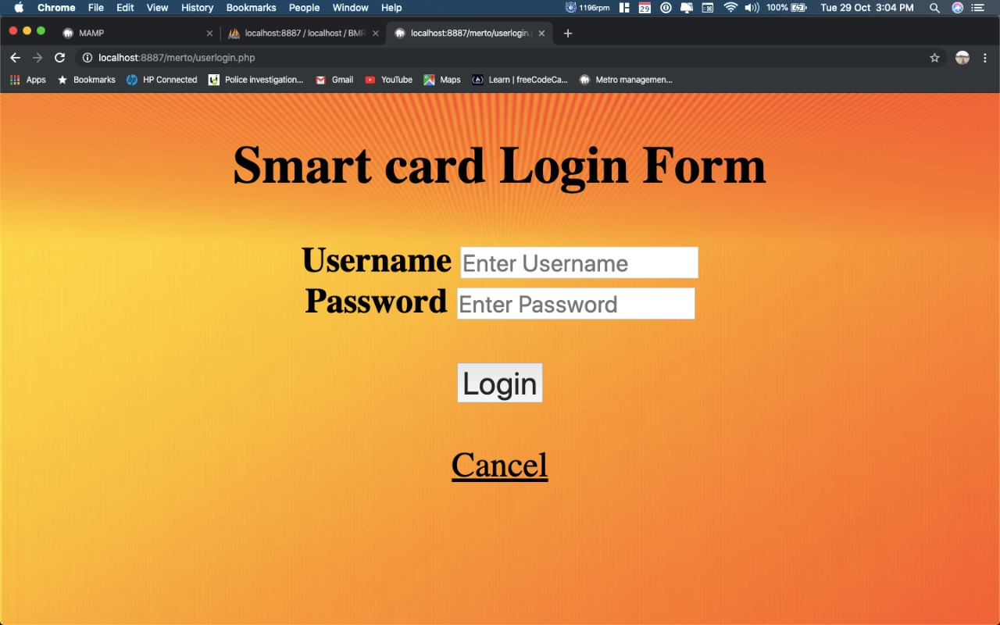 Chrome File Edit View History Bookmarks People Window Help 1196rpm 29 100% Tue 29 Oct 3:04 PM
MAMP localhost:8887 / localhost / BMR localhost:8887/merto/userlogin.
localhost:8887/merto/userlogin.php
Apps Bookmarks HP Connected Police investigation... Gmail YouTube Maps Learn | freeCodeCa... Metro managemen...
Smart card Login Form
Username Enter Username
Password Enter Password
Login
Cancel